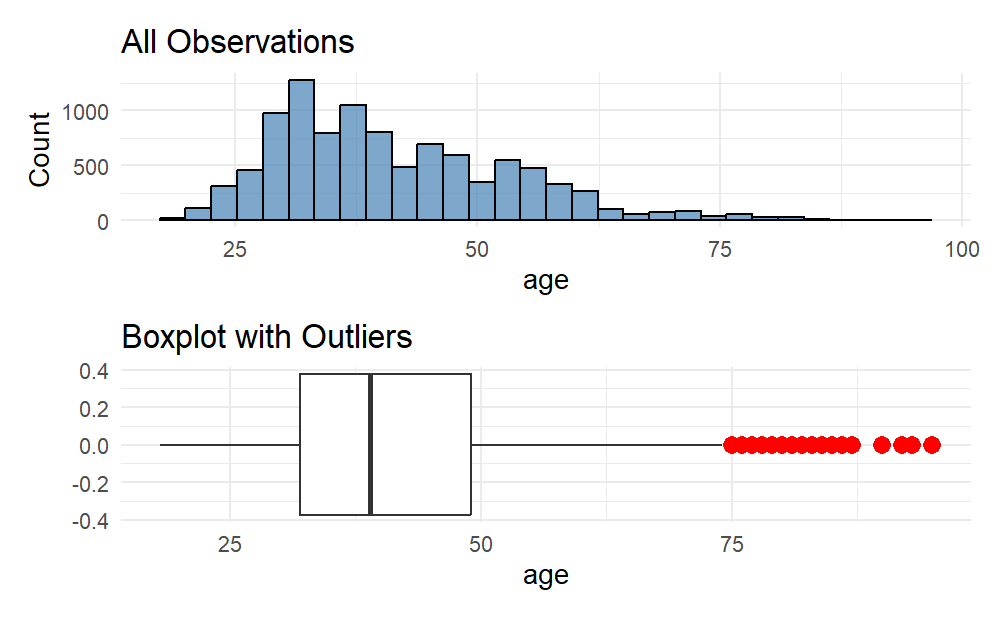 All Observations
Count
1000
500
0
25 50 75 100
age
Boxplot with Outliers
0.4
0.2
0.0
-0.2
-0.4
25 50 75
age